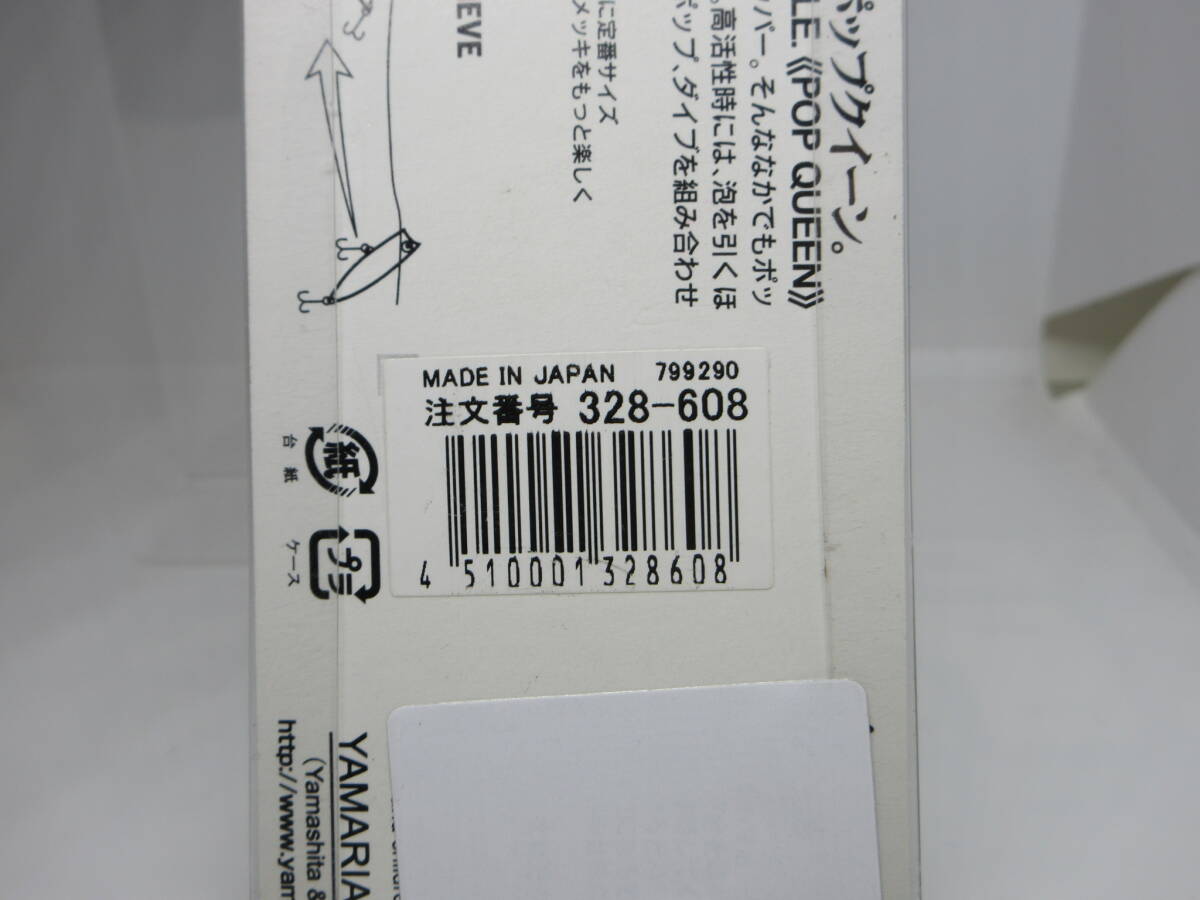 ポップクイーン。
LE.《POP QUEEN》
ッパー。そんななかでもポッ
。高活性時には、泡を引くほ
ポップ、ダイブを組み合わせ
に定番サイズ
メッキをもっと楽しく
EVE
MADE IN JAPAN 799290
注文番号 328-608
4 510001 328608
紙
台紙
プラ
ケース
YAMARIA
(Yamashita &
http://www.yam